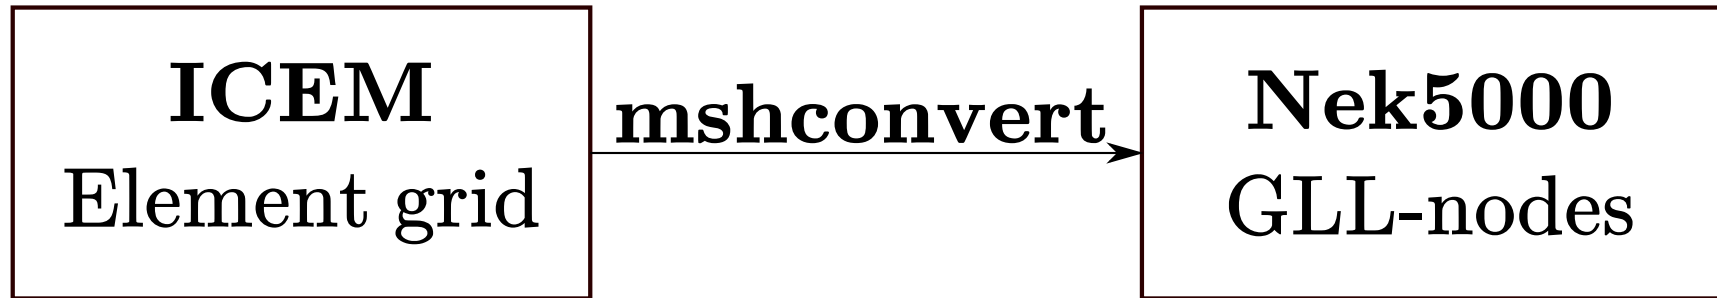 ICEM
Element grid
mshconvert
Nek5000
GLL-nodes